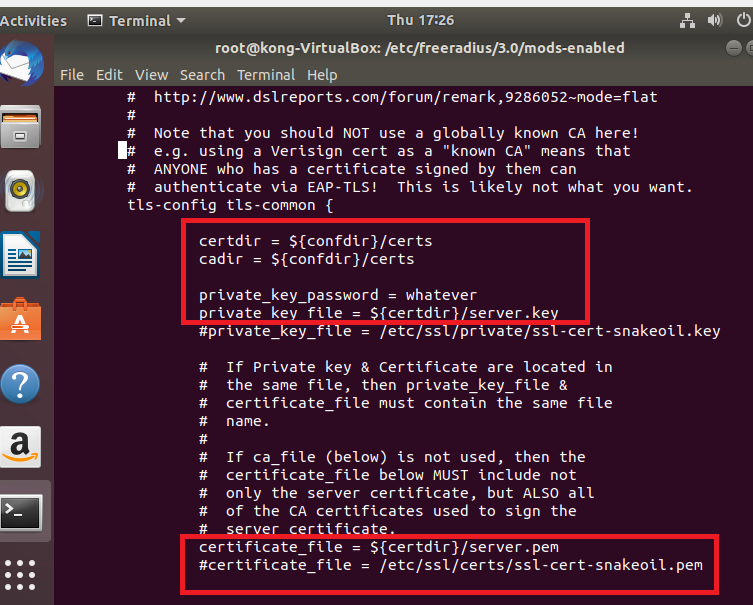 Activities Terminal Thu 17:26
root@kong-VirtualBox: /etc/freeradius/3.0/mods-enabled
File Edit View Search Terminal Help
# http://www.dslreports.com/forum/remark,9286052~mode=flat
#
# Note that you should NOT use a globally known CA here!
# e.g. using a Verisign cert as a "known CA" means that
# ANYONE who has a certificate signed by them can
# authenticate via EAP-TLS! This is likely not what you want.
tls-config tls-common {
certdir = ${confdir}/certs
cadir = ${confdir}/certs
private_key_password = whatever
private_key_file = ${certdir}/server.key
#private_key_file = /etc/ssl/private/ssl-cert-snakeoil.key
# If Private key & Certificate are located in
# the same file, then private_key_file &
# certificate_file must contain the same file
# name.
#
# If ca_file (below) is not used, then the
# certificate_file below MUST include not
# only the server certificate, but ALSO all
# of the CA certificates used to sign the
# server certificate.
certificate_file = ${certdir}/server.pem
#certificate_file = /etc/ssl/certs/ssl-cert-snakeoil.pem